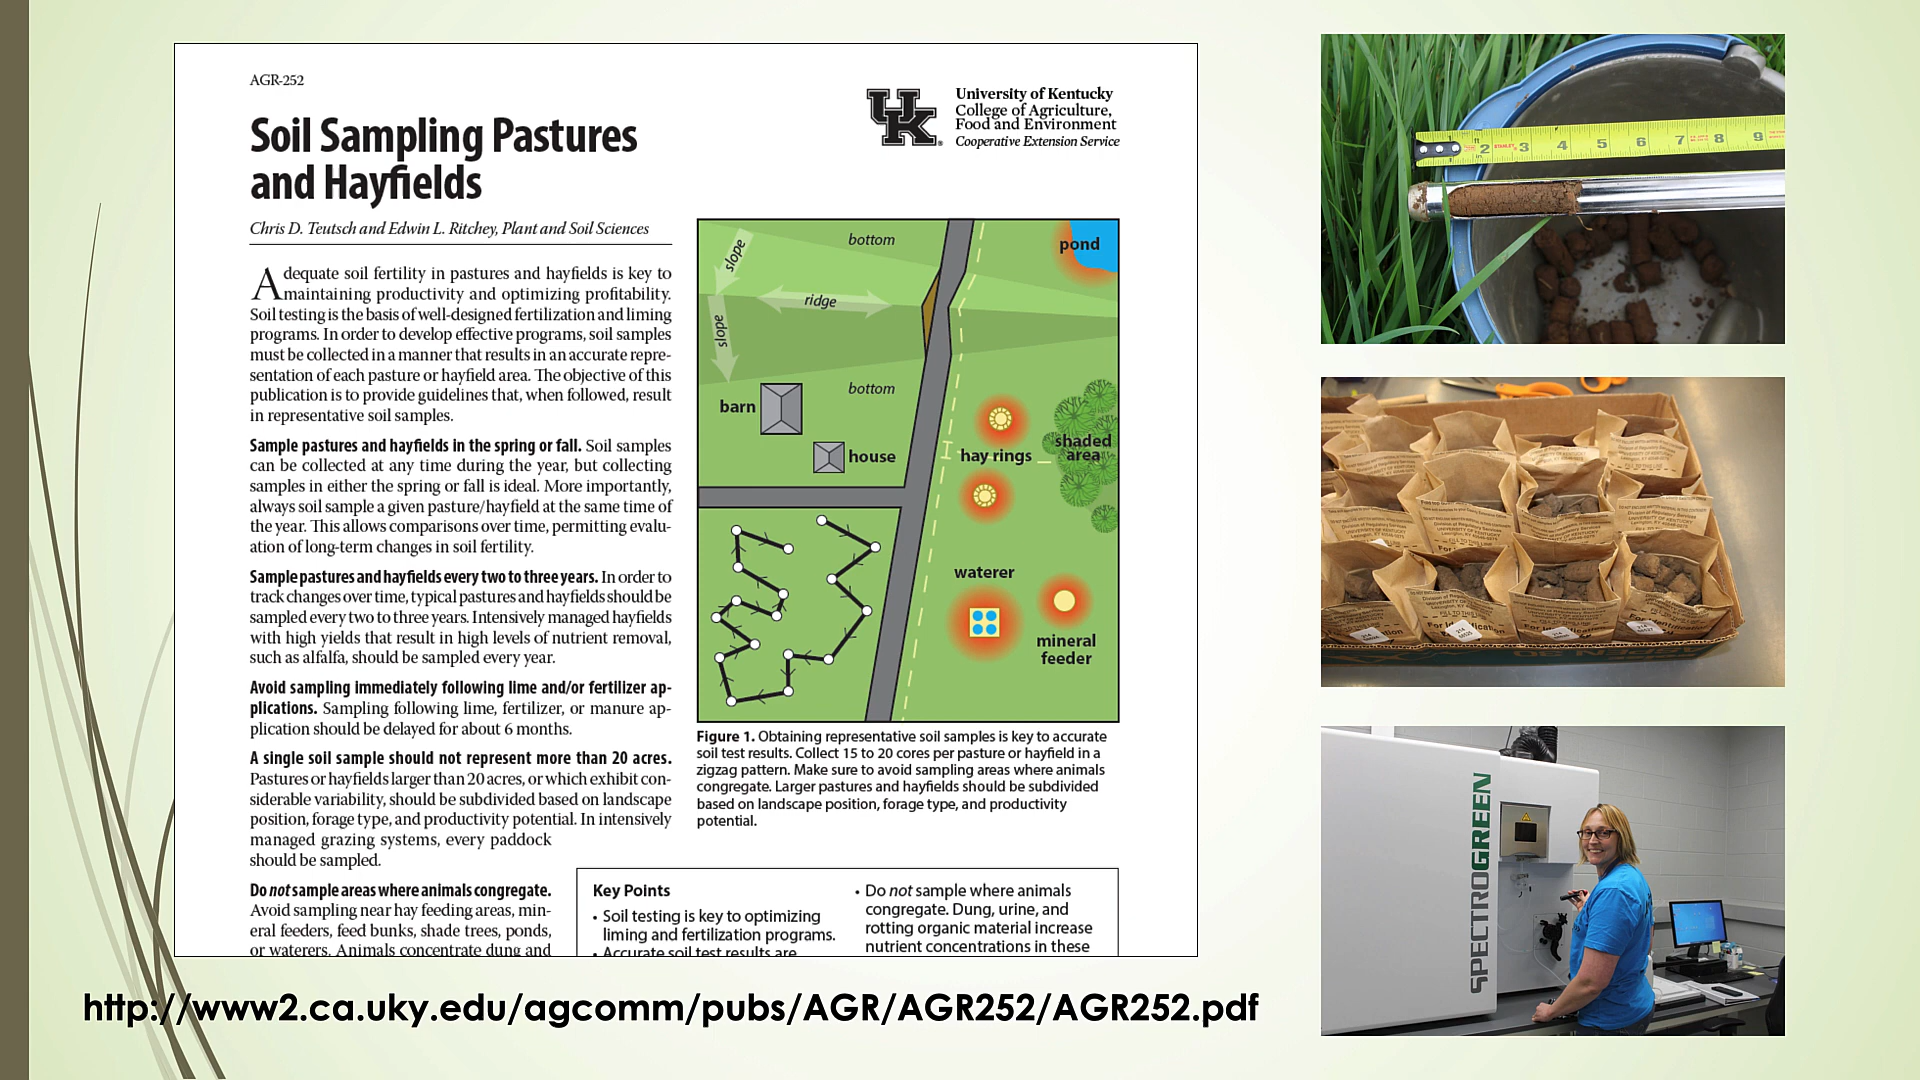 AGR-252
Soil Sampling Pastures
and Hayfields
Chris D. Teutsch and Edwin L. Ritchey, Plant and Soil Sciences
University of Kentucky
College of Agriculture,
Food and Environment
Cooperative Extension Service
Adequate soil fertility in pastures and hayfields is key to
maintaining productivity and optimizing profitability.
Soil testing is the basis of well-designed fertilization and liming
programs. In order to develop effective programs, soil samples
must be collected in a manner that results in an accurate repre-
sentation of each pasture or hayfield area. The objective of this
publication is to provide guidelines that, when followed, result
in representative soil samples.
Sample pastures and hayfields in the spring or fall. Soil samples
can be collected at any time during the year, but collecting
samples in either the spring or fall is ideal. More importantly,
always soil sample a given pasture/hayfield at the same time of
the year. This allows comparisons over time, permitting evalu-
ation of long-term changes in soil fertility.
Sample pastures and hayfields every two to three years. In order to
track changes over time, typical pastures and hayfields should be
sampled every two to three years. Intensively managed hayfields
with high yields that result in high levels of nutrient removal,
such as alfalfa, should be sampled every year.
Avoid sampling immediately following lime and/or fertilizer ap-
plications. Sampling following lime, fertilizer, or manure ap-
plication should be delayed for about 6 months.
A single soil sample should not represent more than 20 acres.
Pastures or hayfields larger than 20 acres, or which exhibit con-
siderable variability, should be subdivided based on landscape
position, forage type, and productivity potential. In intensively
managed grazing systems, every paddock
should be sampled.
Do not sample areas where animals congregate.
Avoid sampling near hay feeding areas, min-
eral feeders, feed bunks, shade trees, ponds,
or waterers. Animals concentrate dung and
slope
bottom
pond
ridge
slope
bottom
barn
house
hay rings
shaded
area
waterer
mineral
feeder
Figure 1. Obtaining representative soil samples is key to accurate
soil test results. Collect 15 to 20 cores per pasture or hayfield in a
zigzag pattern. Make sure to avoid sampling areas where animals
congregate. Larger pastures and hayfields should be subdivided
based on landscape position, forage type, and productivity
potential.
Key Points
• Soil testing is key to optimizing
liming and fertilization programs.
• Accurate soil test results are
• Do not sample where animals
congregate. Dung, urine, and
rotting organic material increase
nutrient concentrations in these
http://www2.ca.uky.edu/agcomm/pubs/AGR/AGR252/AGR252.pdf
2 3 4 5 6 7 8 9
SPECTROGREEN